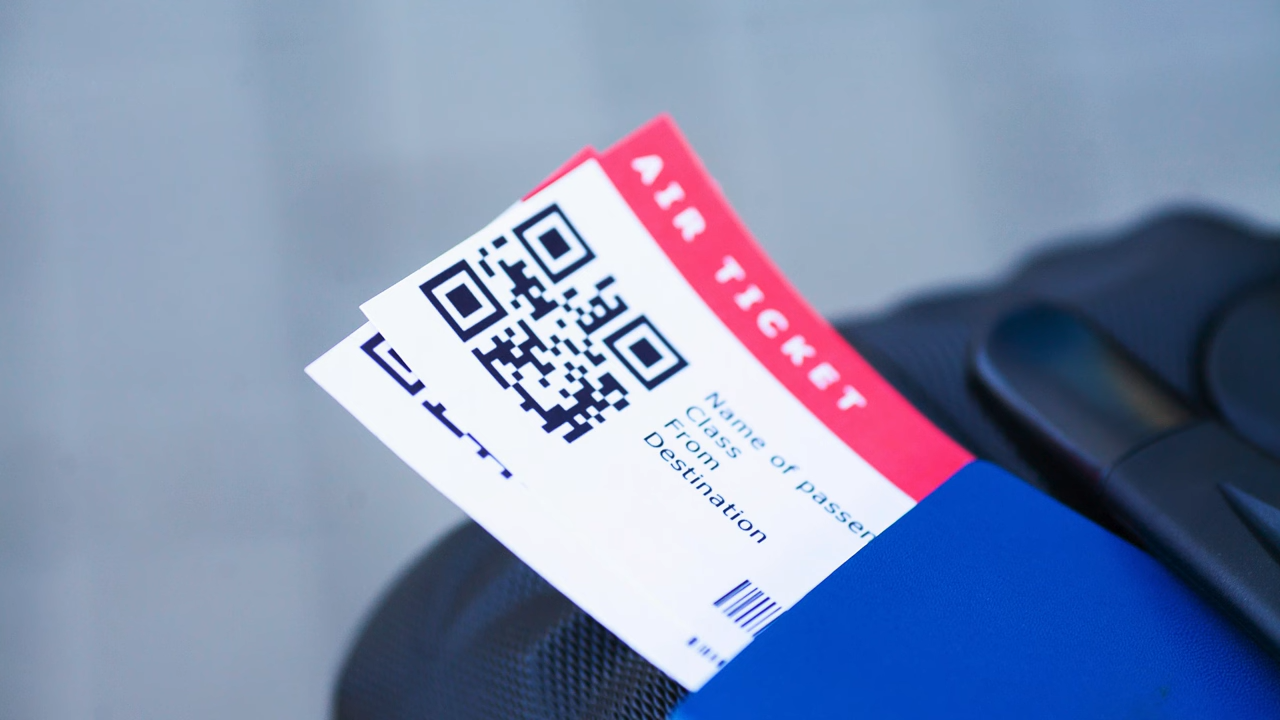 AIR TICKET
Name of passen
Class
From
Destination